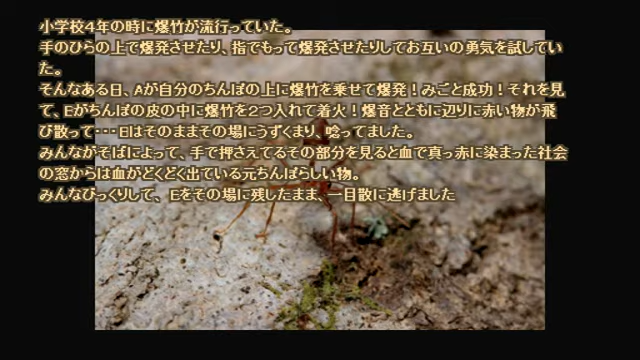 小学校４年の時に爆竹が流行っていた。
手のひらの上で爆発させたり、指でもって爆発させたりしてお互いの勇気を試してい
た。
そんなある日、Aが自分のちんぽの上に爆竹を乗せて爆発！みごと成功！それを見
て、Eがちんぽの皮の中に爆竹を２つ入れて着火！爆音とともに辺りに赤い物が飛
び散って・・・Eはそのままその場にうずくまり、唸ってました。
みんながそばによって、手で押さえてるその部分を見ると血で真っ赤に染まった社会
の窓からは血がどくどく出ている元ちんぽらしい物。
みんなびっくりして、Eをその場に残したまま、一目散に逃げました